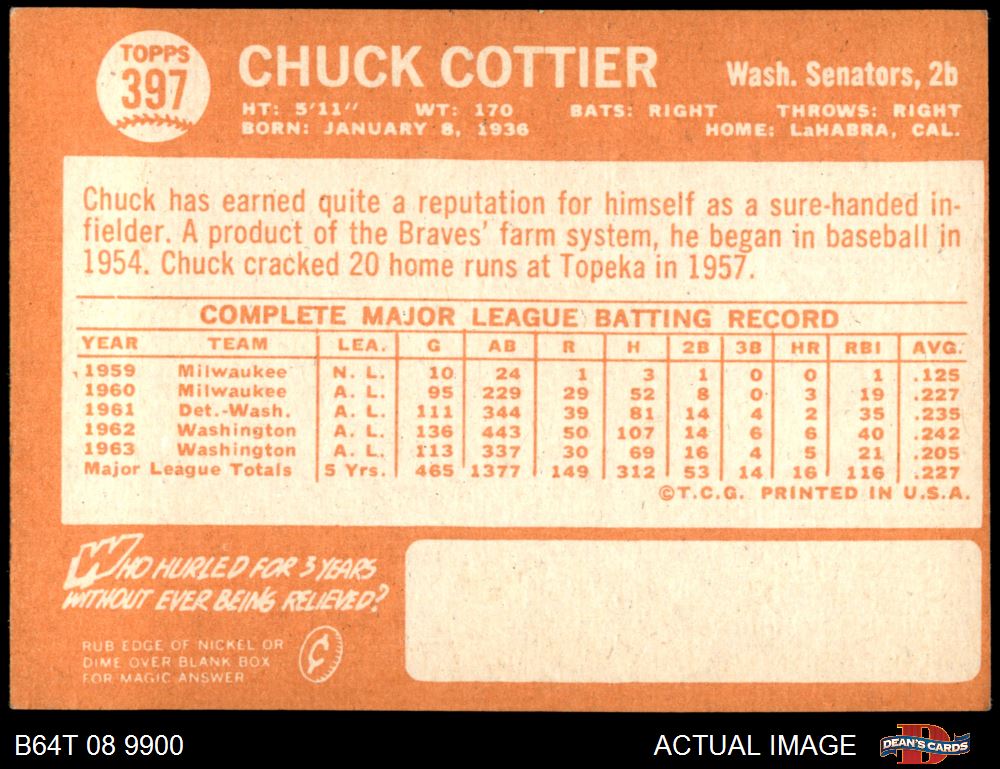 TOPPS
397
CHUCK COTTIER
Wash. Senators, 2b
HT: 5'11" WT: 170 BATS: RIGHT THROWS: RIGHT
BORN: JANUARY 8, 1936 HOME: LaHABRA, CAL.
Chuck has earned quite a reputation for himself as a sure-handed in-
fielder. A product of the Braves' farm system, he began in baseball in
1954. Chuck cracked 20 home runs at Topeka in 1957.
COMPLETE MAJOR LEAGUE BATTING RECORD
YEAR TEAM LEA. G AB R H 2B 3B HR RBI AVG.
1959 Milwaukee N. L. 10 24 1 3 1 0 0 1 .125
1960 Milwaukee A. L. 95 229 29 52 8 0 3 19 .227
1961 Det.-Wash. A. L. 111 344 39 81 14 4 2 35 .235
1962 Washington A. L. 136 443 50 107 14 6 6 40 .242
1963 Washington A. L. 113 337 30 69 16 4 5 21 .205
Major League Totals 5 Yrs. 465 1377 149 312 53 14 16 116 .227
©T.C.G. PRINTED IN U.S.A.
WHO HURLED FOR 3 YEARS
WITHOUT EVER BEING RELIEVED?
RUB EDGE OF NICKEL OR
DIME OVER BLANK BOX
FOR MAGIC ANSWER
¢
B64T 08 9900
ACTUAL IMAGE
D
DEAN'S CARDS